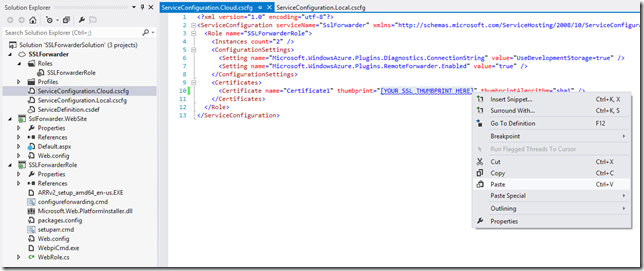 Solution Explorer
Search Solution Explorer (Ctrl+;)
Solution 'SSLForwarderSolution' (3 projects)
SSLForwarder
Roles
SSLForwarderRole
Profiles
ServiceConfiguration.Cloud.cscfg
ServiceConfiguration.Local.cscfg
ServiceDefinition.csdef
SslForwarder.WebSite
Properties
References
Default.aspx
Web.config
SSLForwarderRole
Properties
References
ARRv2_setup_amd64_en-us.EXE
configureforwarding.cmd
Microsoft.Web.PlatformInstaller.dll
packages.config
setuparr.cmd
Web.config
WebpiCmd.exe
WebRole.cs
ServiceConfiguration.Cloud.cscfg
ServiceConfiguration.Local.cscfg
1 <?xml version="1.0" encoding="utf-8"?>
2 <ServiceConfiguration serviceName="SslForwarder" xmlns="http://schemas.microsoft.com/ServiceHosting/2008/10/ServiceConfigura
3 <Role name="SSLForwarderRole">
4 <Instances count="2" />
5 <ConfigurationSettings>
6 <Setting name="Microsoft.WindowsAzure.Plugins.Diagnostics.ConnectionString" value="UseDevelopmentStorage=true" />
7 <Setting name="Microsoft.WindowsAzure.Plugins.RemoteForwarder.Enabled" value="true" />
8 </ConfigurationSettings>
9 <Certificates>
10 <Certificate name="Certificate1" thumbprint="[YOUR SSL THUMBPRINT HERE]" thumbprintAlgorithm="sha1" />
11 </Certificates>
12 </Role>
13 </ServiceConfiguration>
Insert Snippet... Ctrl+K, X
Surround With... Ctrl+K, S
Go To Definition F12
Breakpoint
Run Flagged Threads To Cursor
Cut Ctrl+X
Copy Ctrl+C
Paste Ctrl+V
Paste Special
Outlining
Properties